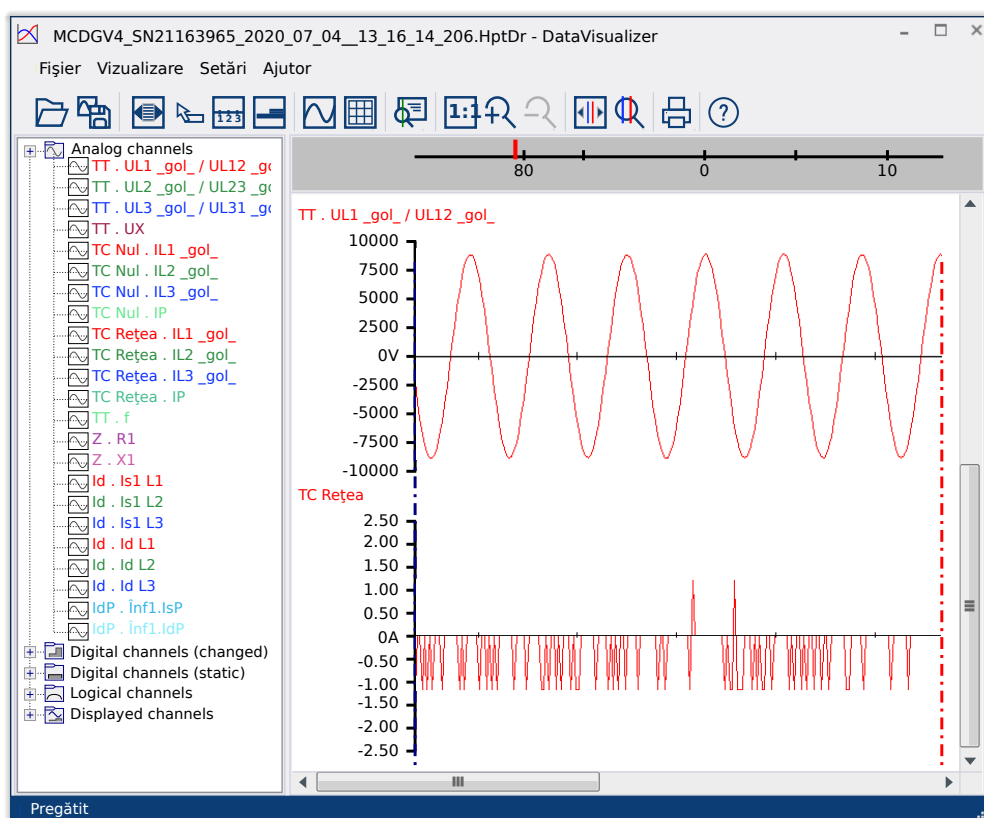 MCDGV4_SN21163965_2020_07_04__13_16_14_206.HptDr - DataVisualizer
Fişier Vizualizare Setări Ajutor
1 2 3
1:1
?
Analog channels
TT . UL1 _gol_ / UL12 _go
TT . UL2 _gol_ / UL23 _go
TT . UL3 _gol_ / UL31 _go
TT . UX
TC Nul . IL1 _gol_
TC Nul . IL2 _gol_
TC Nul . IL3 _gol_
TC Nul . IP
TC Reţea . IL1 _gol_
TC Reţea . IL2 _gol_
TC Reţea . IL3 _gol_
TC Reţea . IP
TT . f
Z . R1
Z . X1
Id . Is1 L1
Id . Is1 L2
Id . Is1 L3
Id . Id L1
Id . Id L2
Id . Id L3
IdP . Înf1.IsP
IdP . Înf1.IdP
Digital channels (changed)
Digital channels (static)
Logical channels
Displayed channels
80 0 10
TT . UL1 _gol_ / UL12 _gol_
10000
7500
5000
2500
0V
-2500
-5000
-7500
-10000
TC Reţea
2.50
2.00
1.50
1.00
0.50
0A
-0.50
-1.00
-1.50
-2.00
-2.50
Pregătit